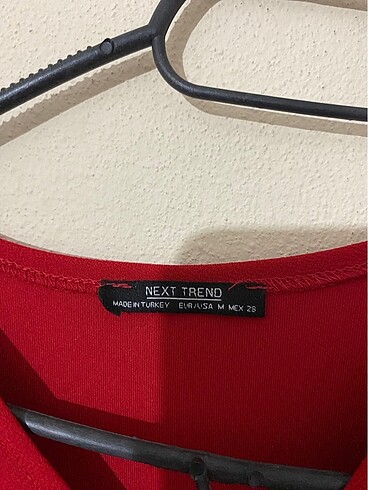 NEXT TREND
MADE IN TURKEY EUR/USA M MEX 28